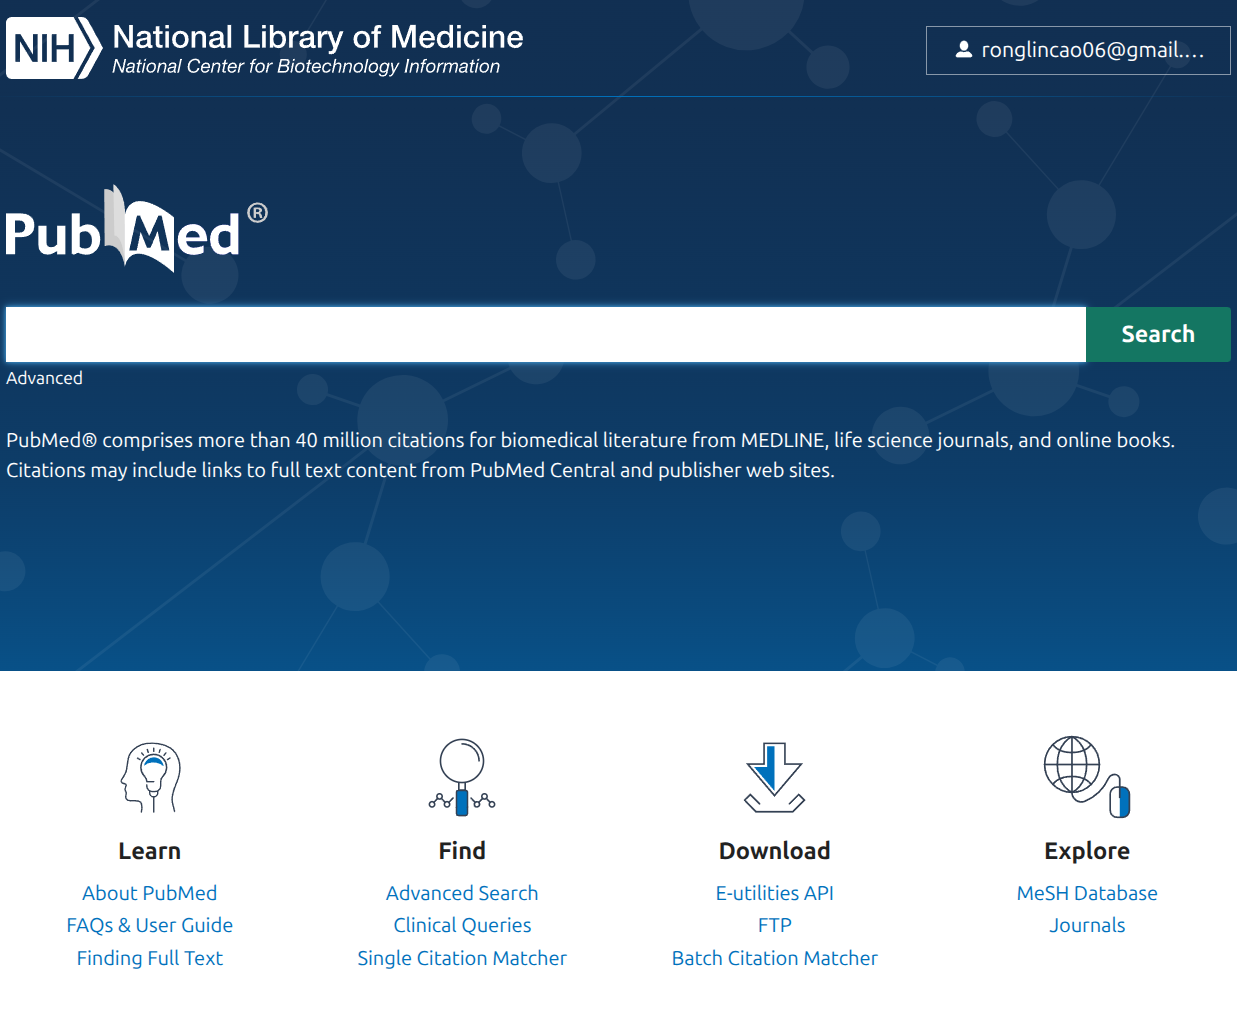 NIH National Library of Medicine
National Center for Biotechnology Information
ronglincao06@gmail.…
PubMed®
Search
Advanced
PubMed® comprises more than 40 million citations for biomedical literature from MEDLINE, life science journals, and online books.
Citations may include links to full text content from PubMed Central and publisher web sites.
Learn
About PubMed
FAQs & User Guide
Finding Full Text
Find
Advanced Search
Clinical Queries
Single Citation Matcher
Download
E-utilities API
FTP
Batch Citation Matcher
Explore
MeSH Database
Journals